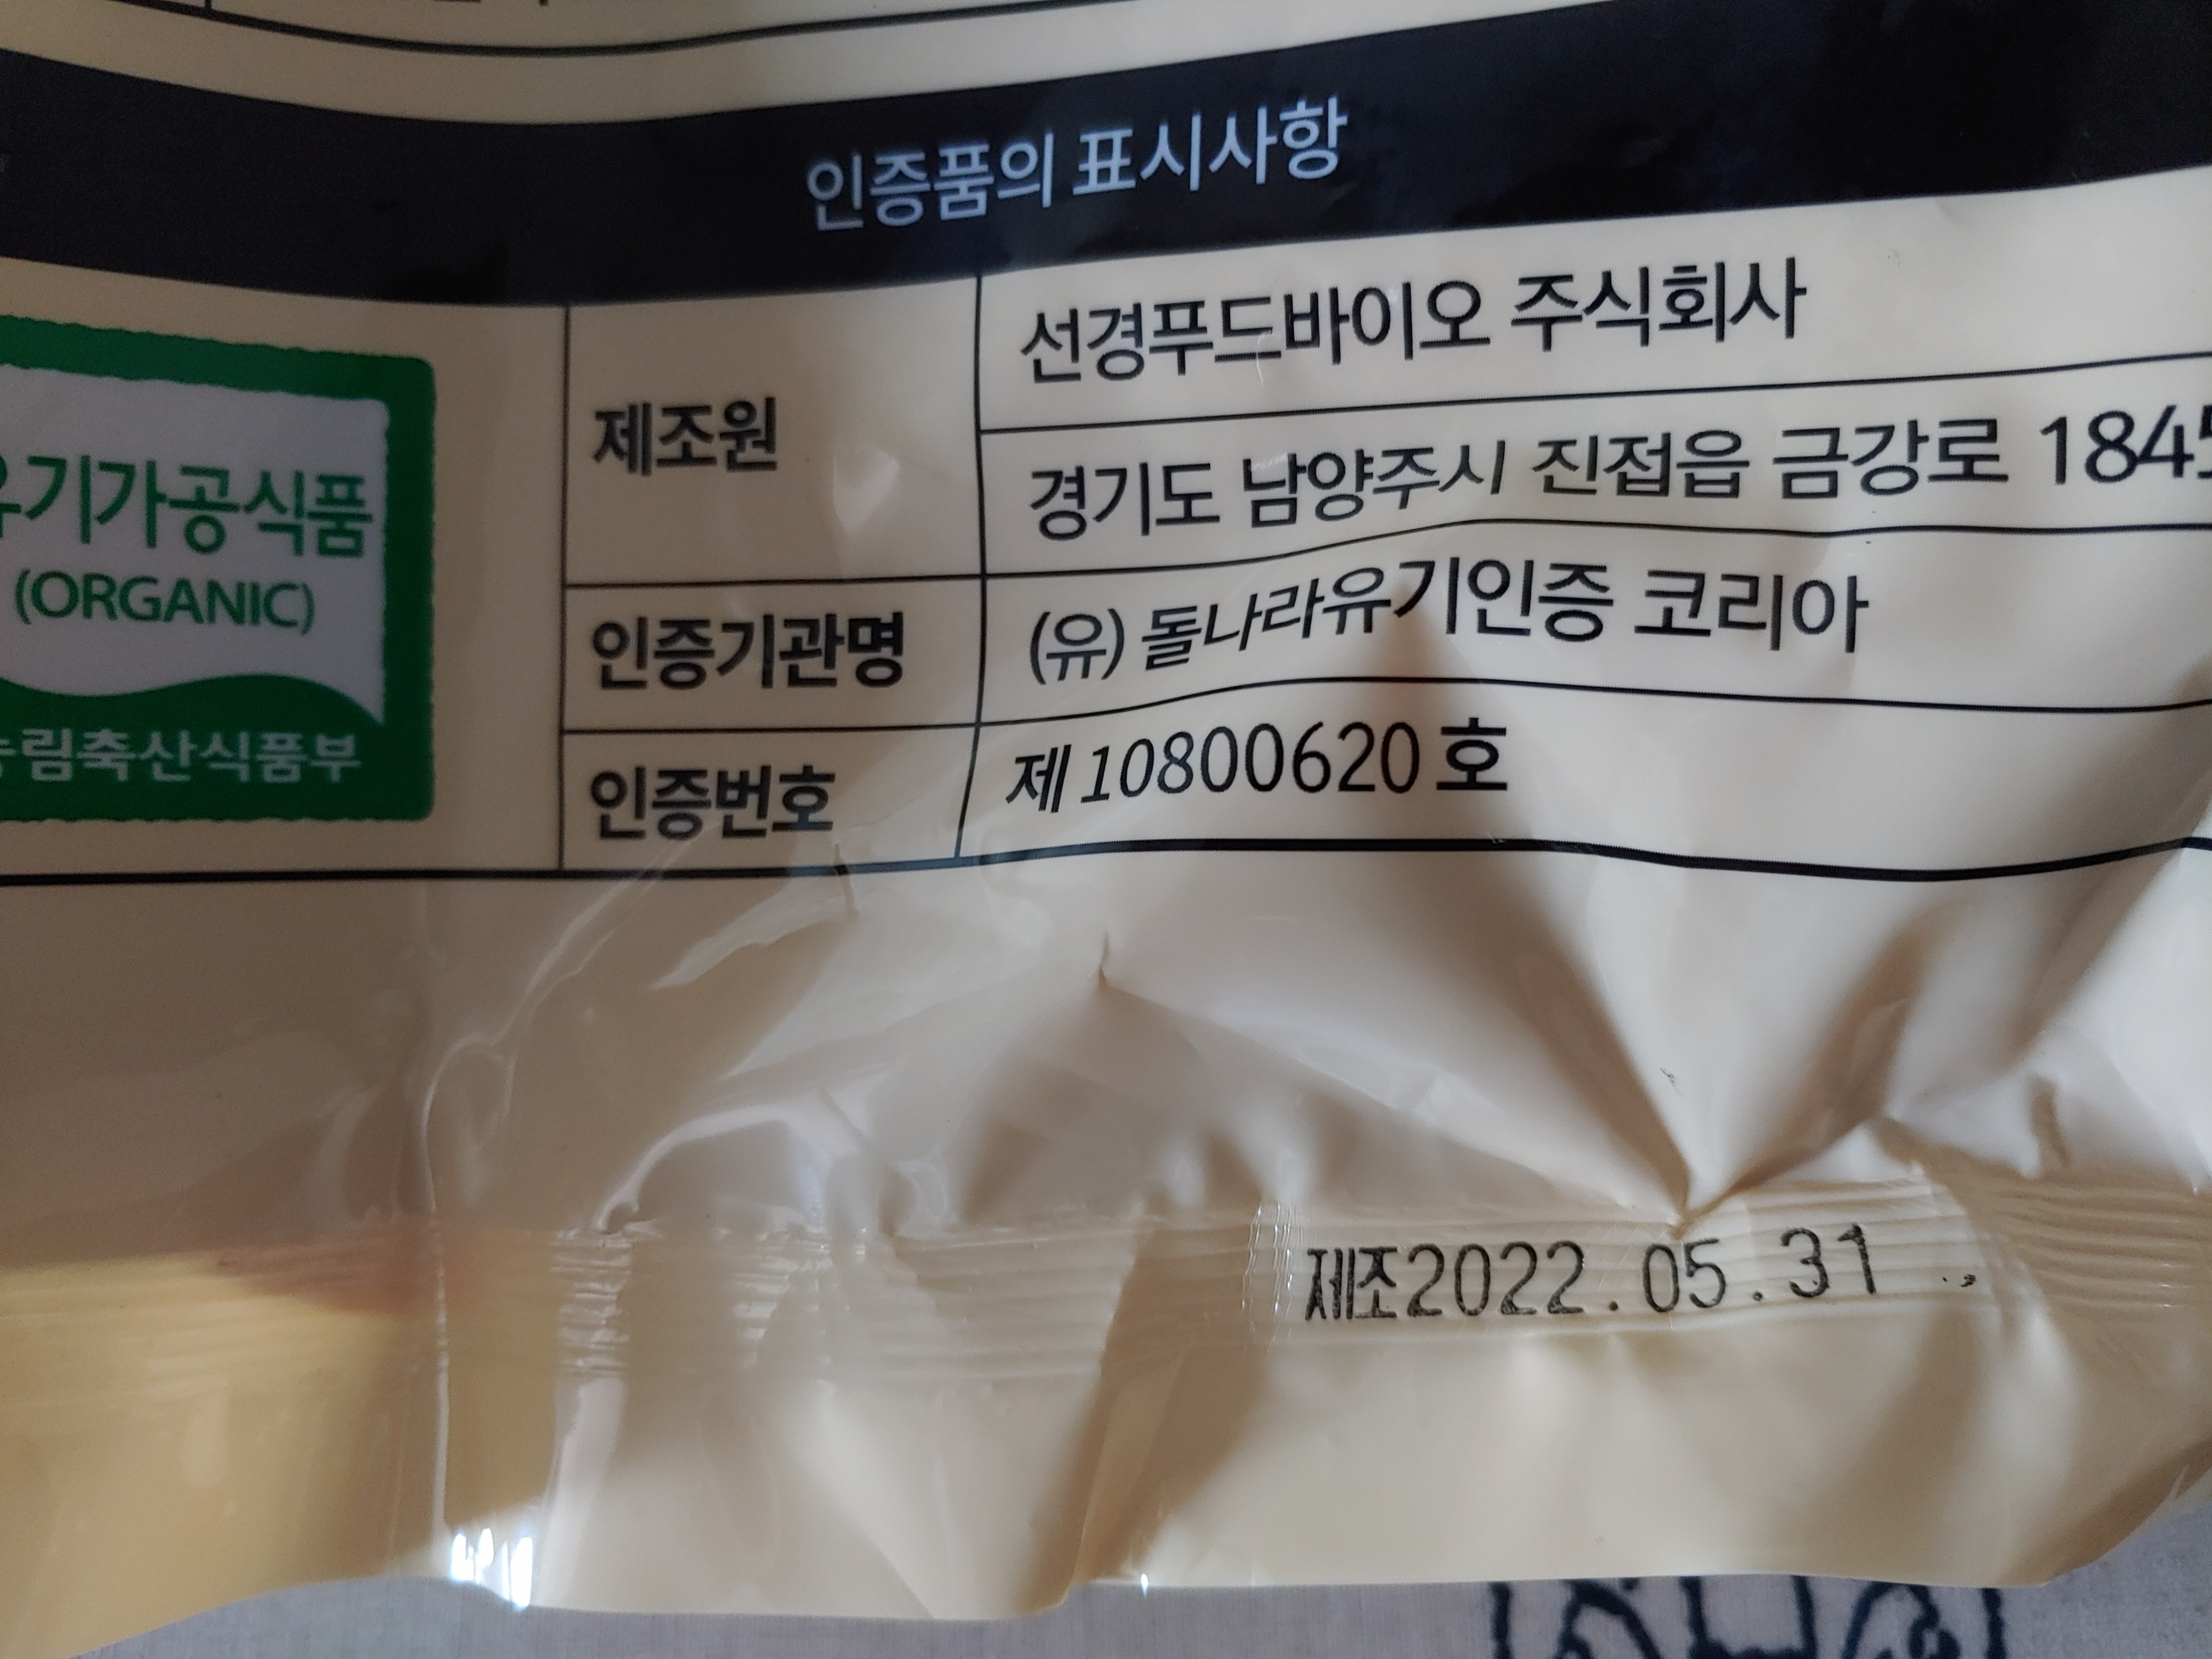 인증품의 표시사항
유기가공식품
(ORGANIC)
농림축산식품부
제조원
선경푸드바이오 주식회사
경기도 남양주시 진접읍 금강로 1845
인증기관명
(유) 돌나라유기인증 코리아
인증번호
제 10800620 호
제조2022.05.31